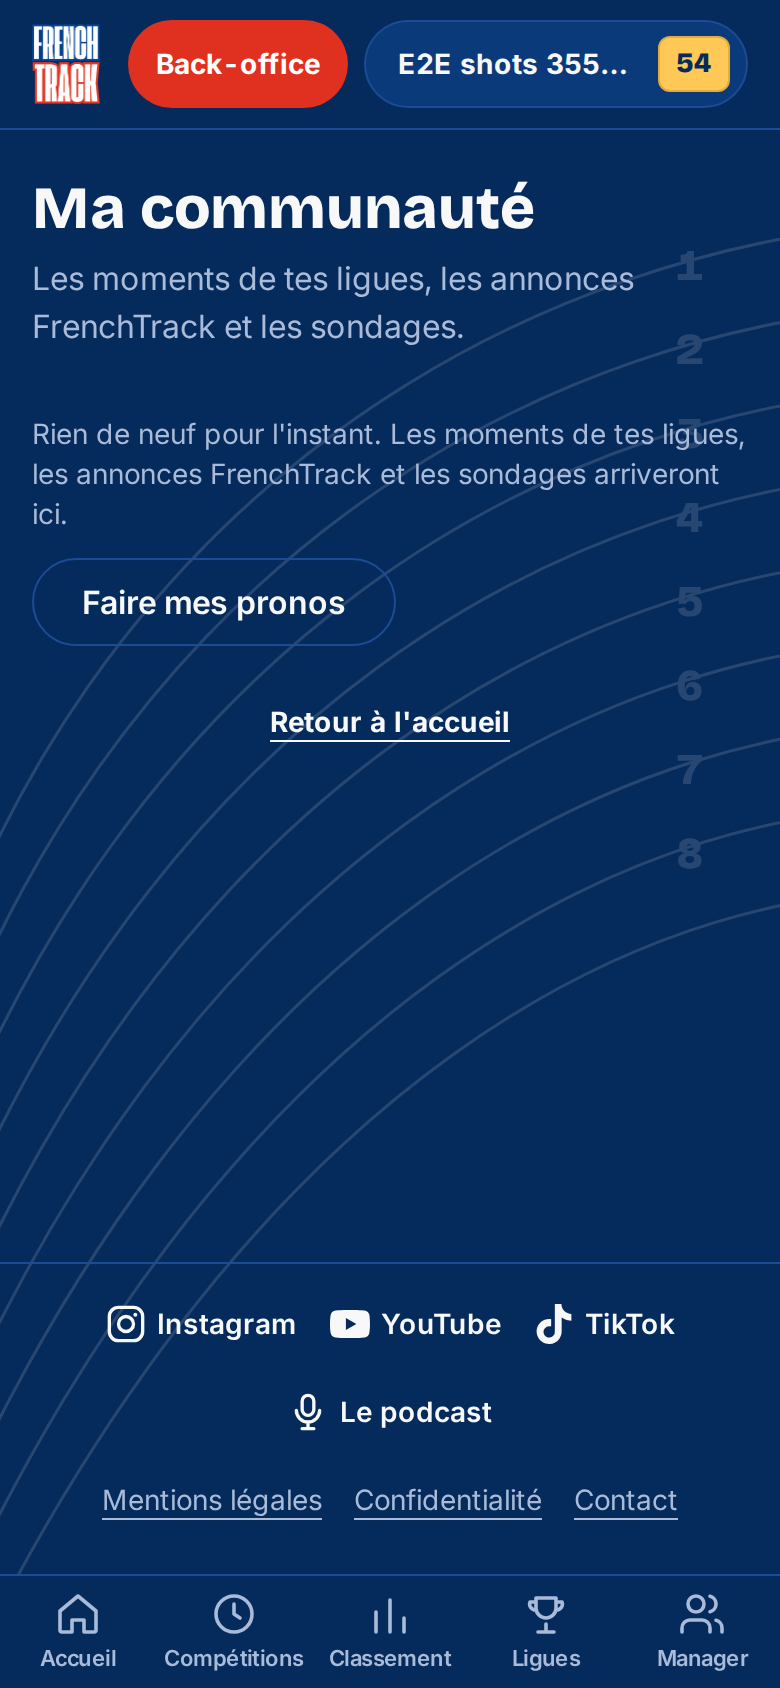 FRENCH
TRACK
Back-office
E2E shots 355...
54
Ma communauté
Les moments de tes ligues, les annonces
FrenchTrack et les sondages.
1
2
3
4
5
6
7
8
Rien de neuf pour l'instant. Les moments de tes ligues,
les annonces FrenchTrack et les sondages arriveront
ici.
Faire mes pronos
Retour à l'accueil
Instagram
YouTube
TikTok
Le podcast
Mentions légales
Confidentialité
Contact
Accueil
Compétitions
Classement
Ligues
Manager